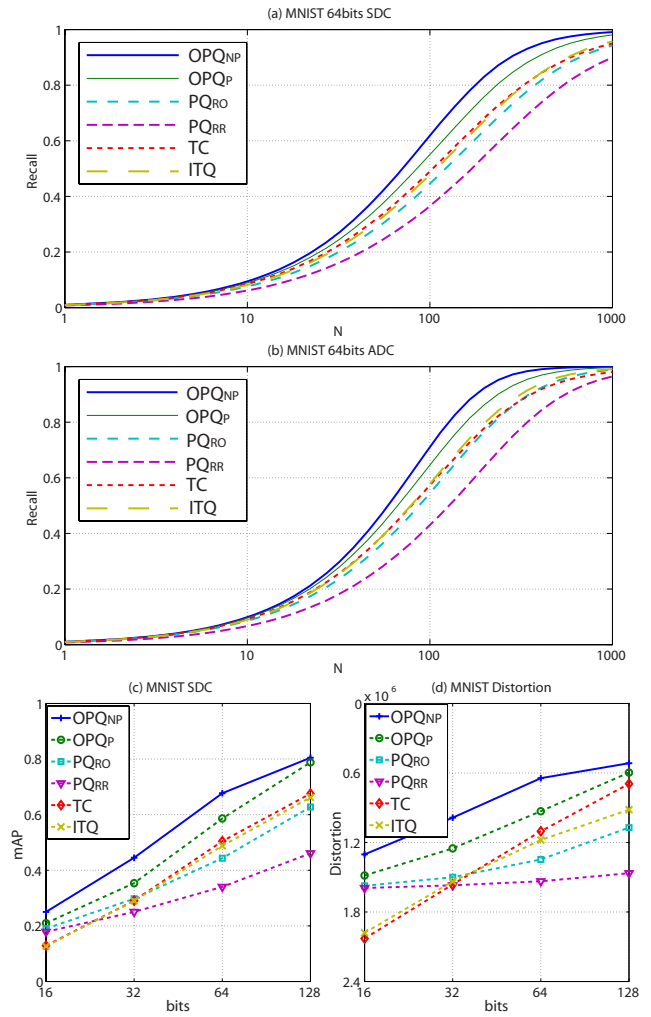 (a) MNIST 64bits SDC
1
0.8
0.6
0.4
0.2
0
Recall
OPQNP
OPQP
PQRO
PQRR
TC
ITQ
1 10 100 1000
N
(b) MNIST 64bits ADC
1
0.8
0.6
0.4
0.2
0
Recall
OPQNP
OPQP
PQRO
PQRR
TC
ITQ
1 10 100 1000
N
(c) MNIST SDC
1
0.8
0.6
0.4
0.2
0
mAP
OPQNP
OPQP
PQRO
PQRR
TC
ITQ
16 32 64 128
bits
(d) MNIST Distortion
x 10 6
0
0.6
1.2
1.8
2.4
Distortion
OPQNP
OPQP
PQRO
PQRR
TC
ITQ
16 32 64 128
bits